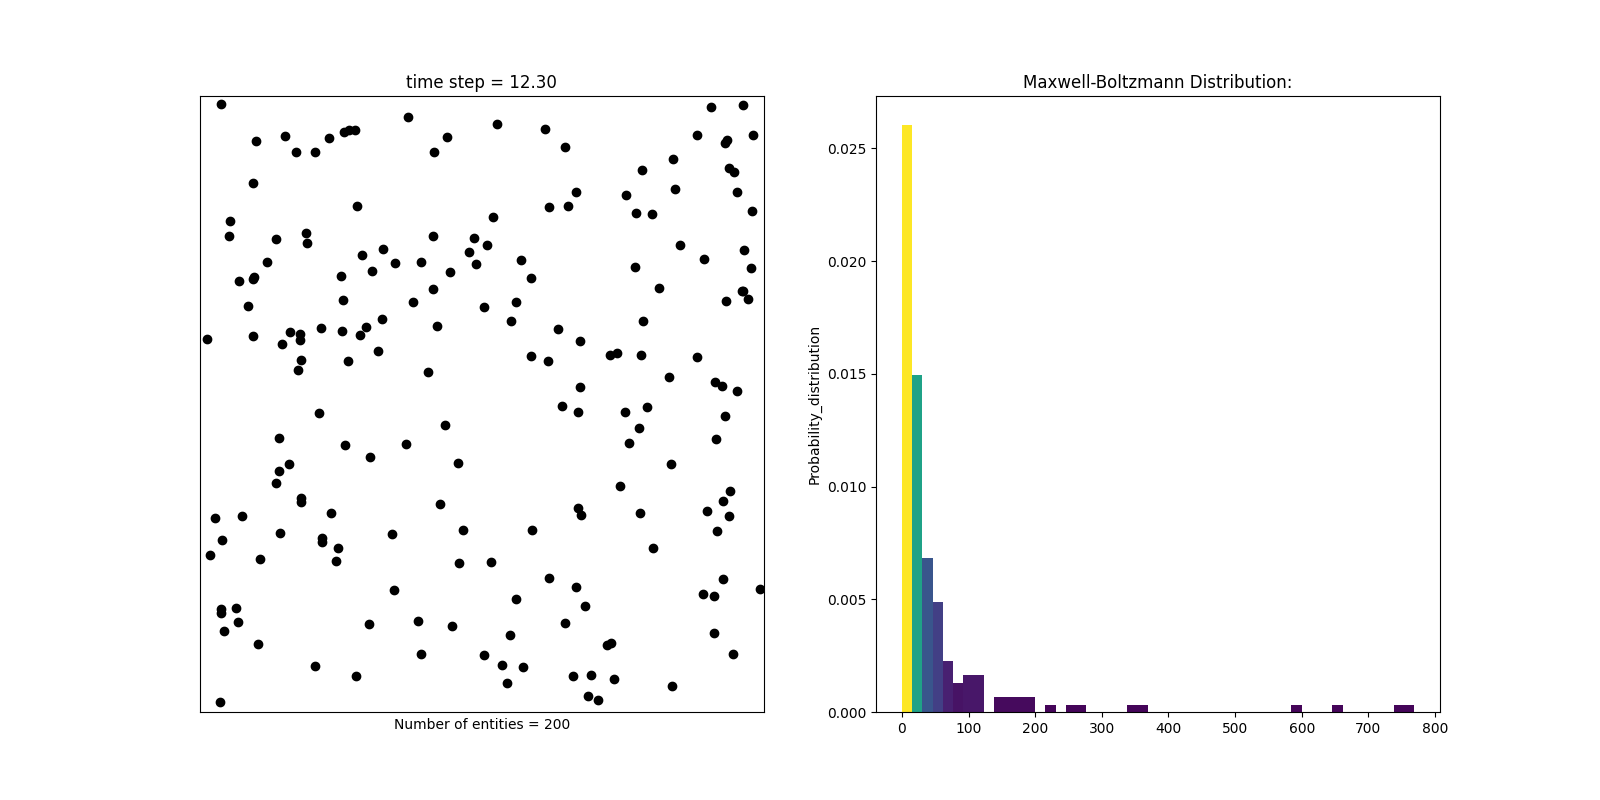 time step = 12.30
Number of entities = 200
Maxwell-Boltzmann Distribution:
Probability_distribution
0.025
0.020
0.015
0.010
0.005
0.000
0 100 200 300 400 500 600 700 800